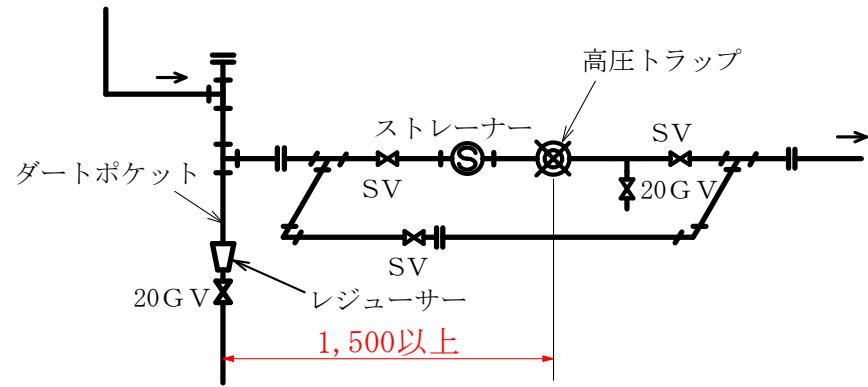 高圧トラップ
ストレーナー
SV
ダートポケット
SV
20GV
SV
20GV
レジューサー
1,500以上